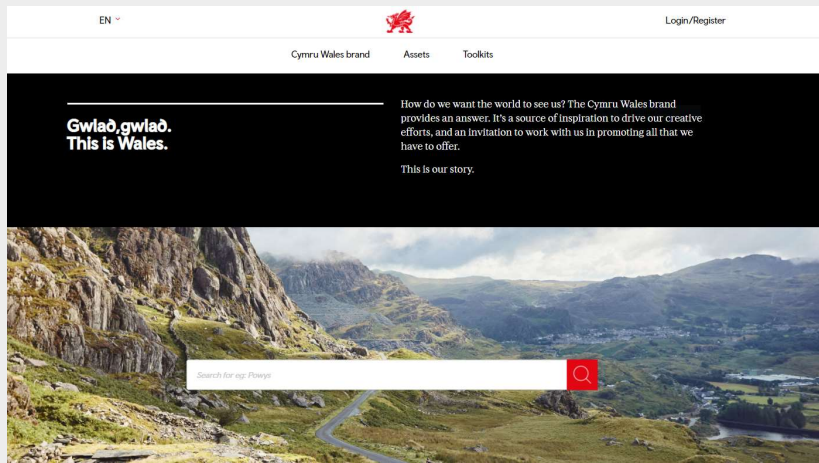 EN
Login/Register
Cymru Wales brand Assets Toolkits
Gwlað,gwlað.
This is Wales.
How do we want the world to see us? The Cymru Wales brand
provides an answer. It's a source of inspiration to drive our creative
efforts, and an invitation to work with us in promoting all that we
have to offer.
This is our story.
Search for eg: Powys